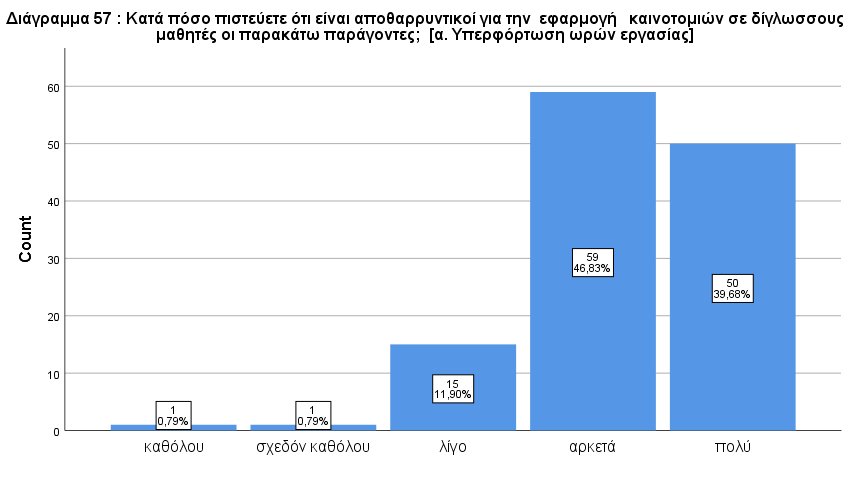 Διάγραμμα 57 : Κατά πόσο πιστεύετε ότι είναι αποθαρρυντικοί για την εφαρμογή καινοτομιών σε δίγλωσσους
μαθητές οι παρακάτω παράγοντες; [α. Υπερφόρτωση ωρών εργασίας]
Count
60
50
40
30
20
10
0
1
0,79%
1
0,79%
15
11,90%
59
46,83%
50
39,68%
καθόλου
σχεδόν καθόλου
λίγο
αρκετά
πολύ